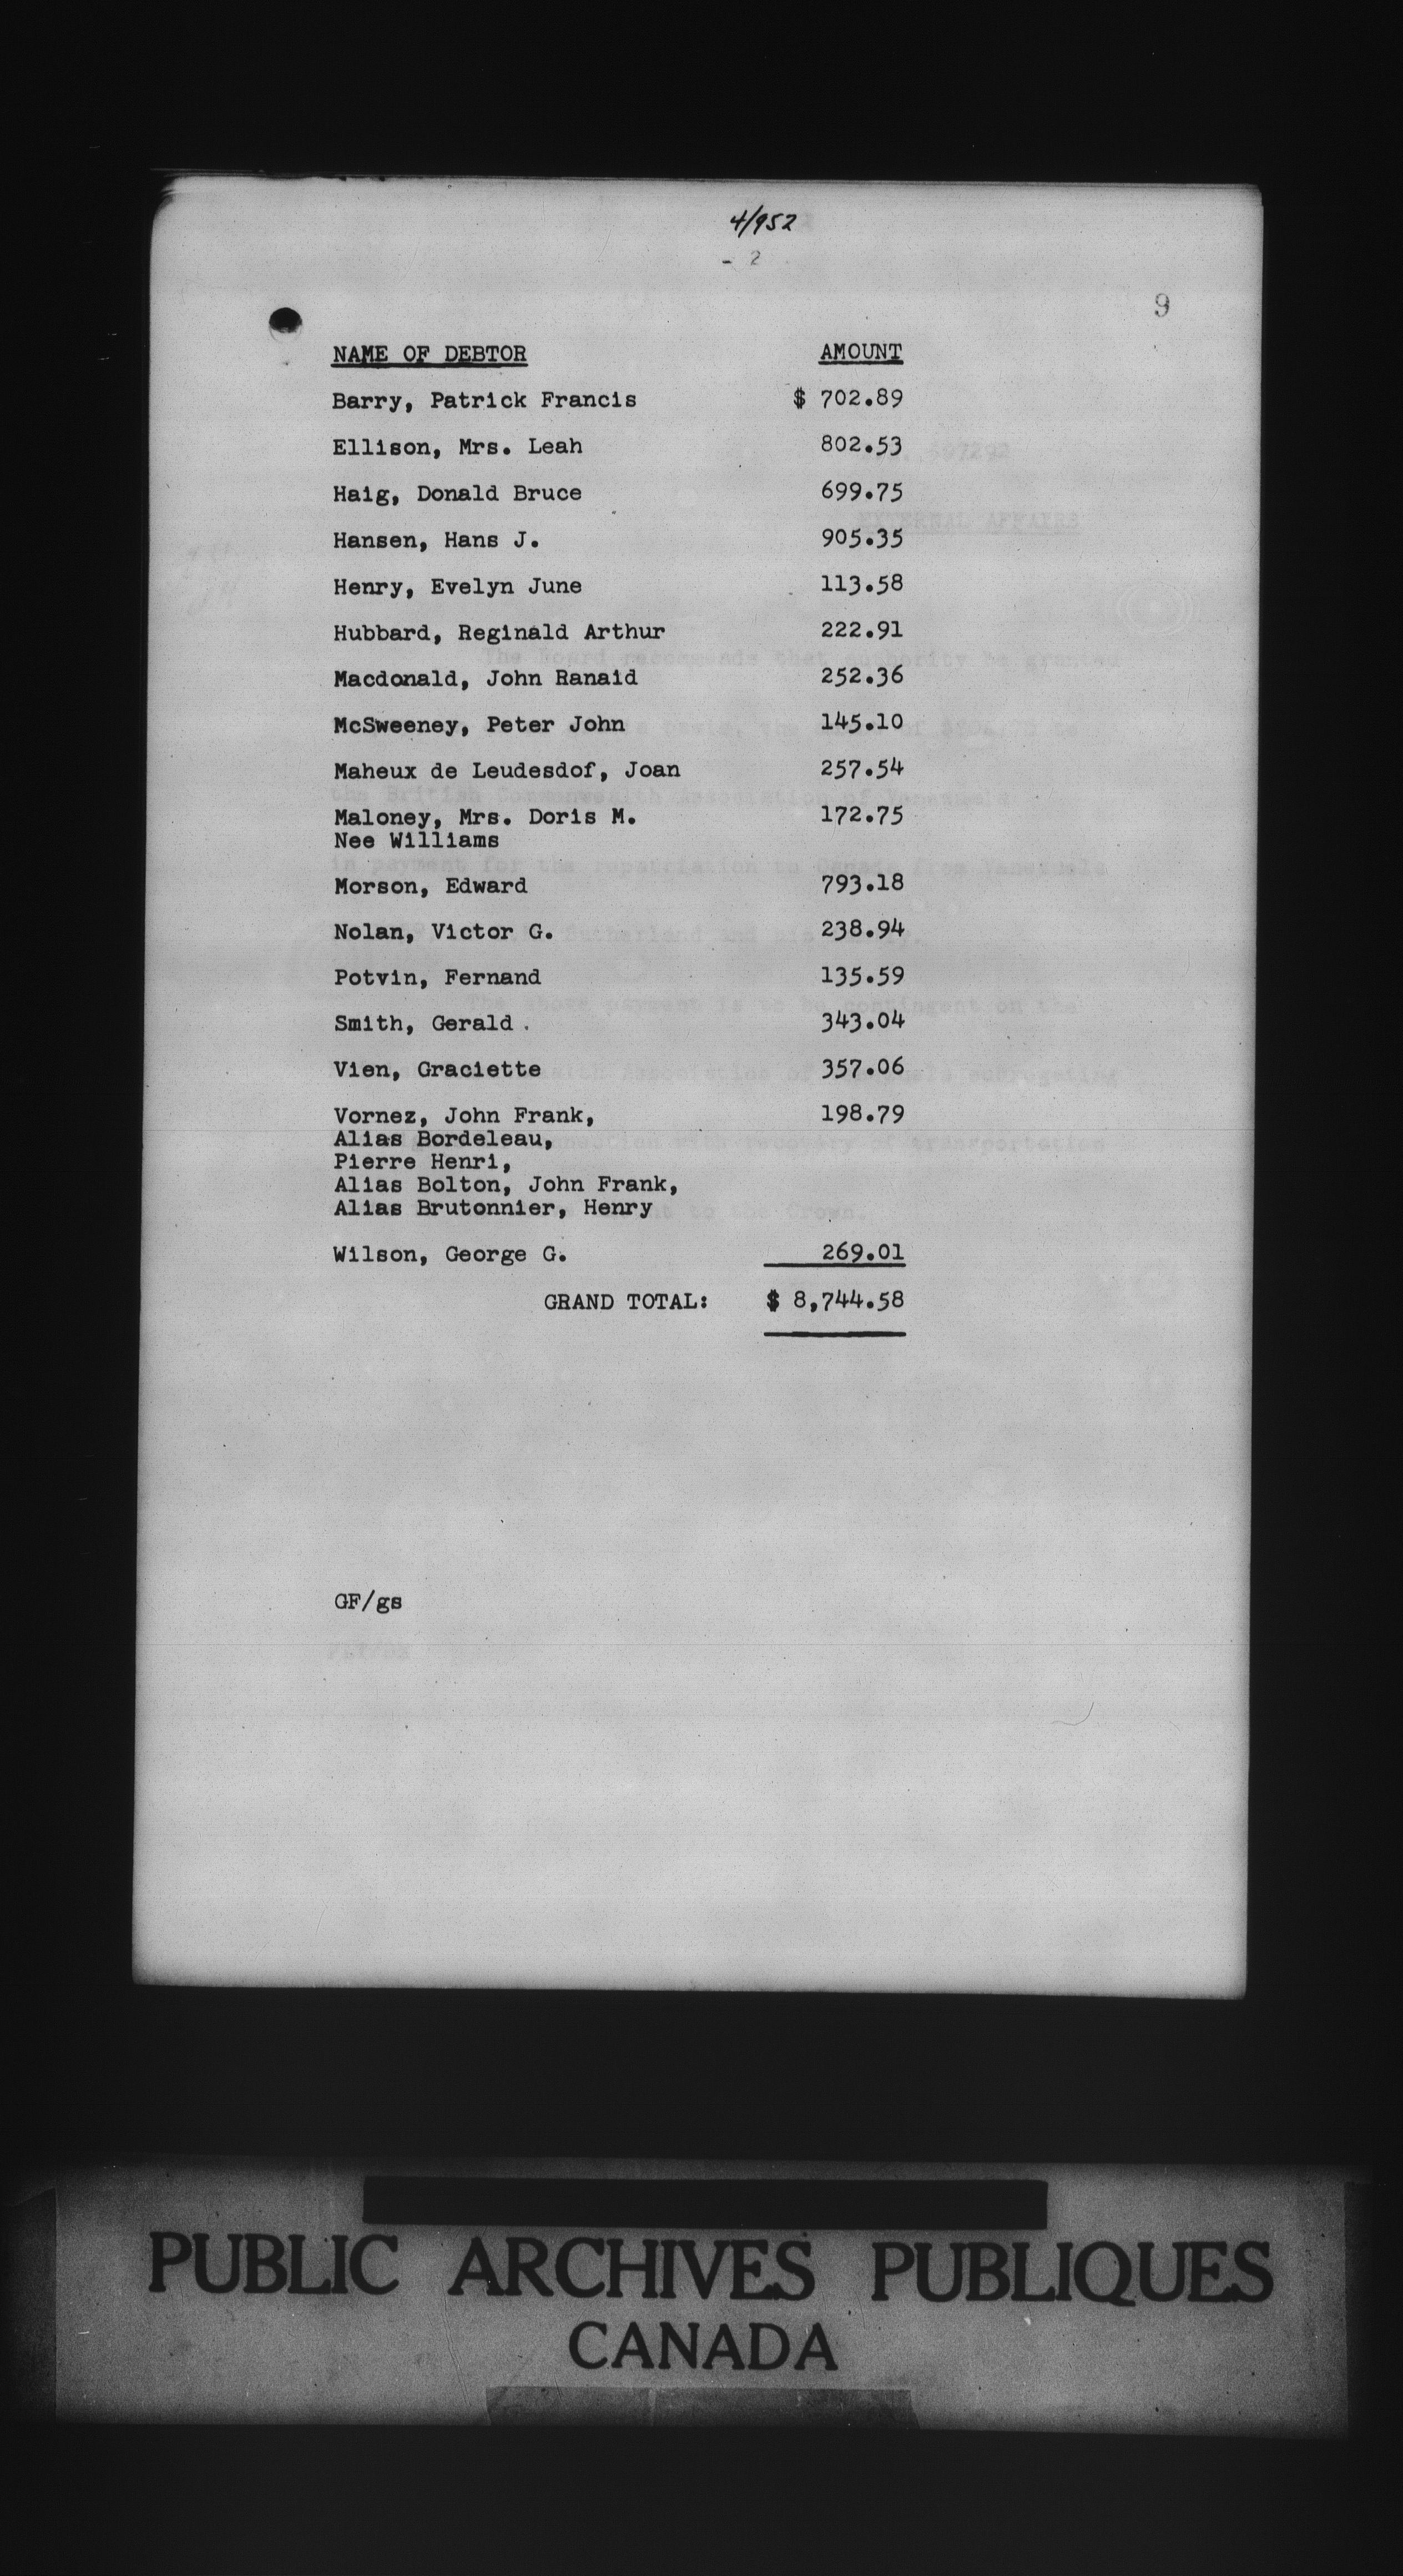 4/952
- 2
9
NAME OF DEBTOR AMOUNT
Barry, Patrick Francis $ 702.89
Ellison, Mrs. Leah 802.53
Haig, Donald Bruce 699.75
Hansen, Hans J. 905.35
Henry, Evelyn June 113.58
Hubbard, Reginald Arthur 222.91
Macdonald, John Ranaid 252.36
McSweeney, Peter John 145.10
Maheux de Leudesdof, Joan 257.54
Maloney, Mrs. Doris M. 172.75
Nee Williams
Morson, Edward 793.18
Nolan, Victor G. 238.94
Potvin, Fernand 135.59
Smith, Gerald. 343.04
Vien, Graciette 357.06
Vornez, John Frank, 198.79
Alias Bordeleau,
Pierre Henri,
Alias Bolton, John Frank,
Alias Brutonnier, Henry
Wilson, George G. 269.01
GRAND TOTAL: $ 8,744.58
GF/gs
PUBLIC ARCHIVES PUBLIQUES
CANADA